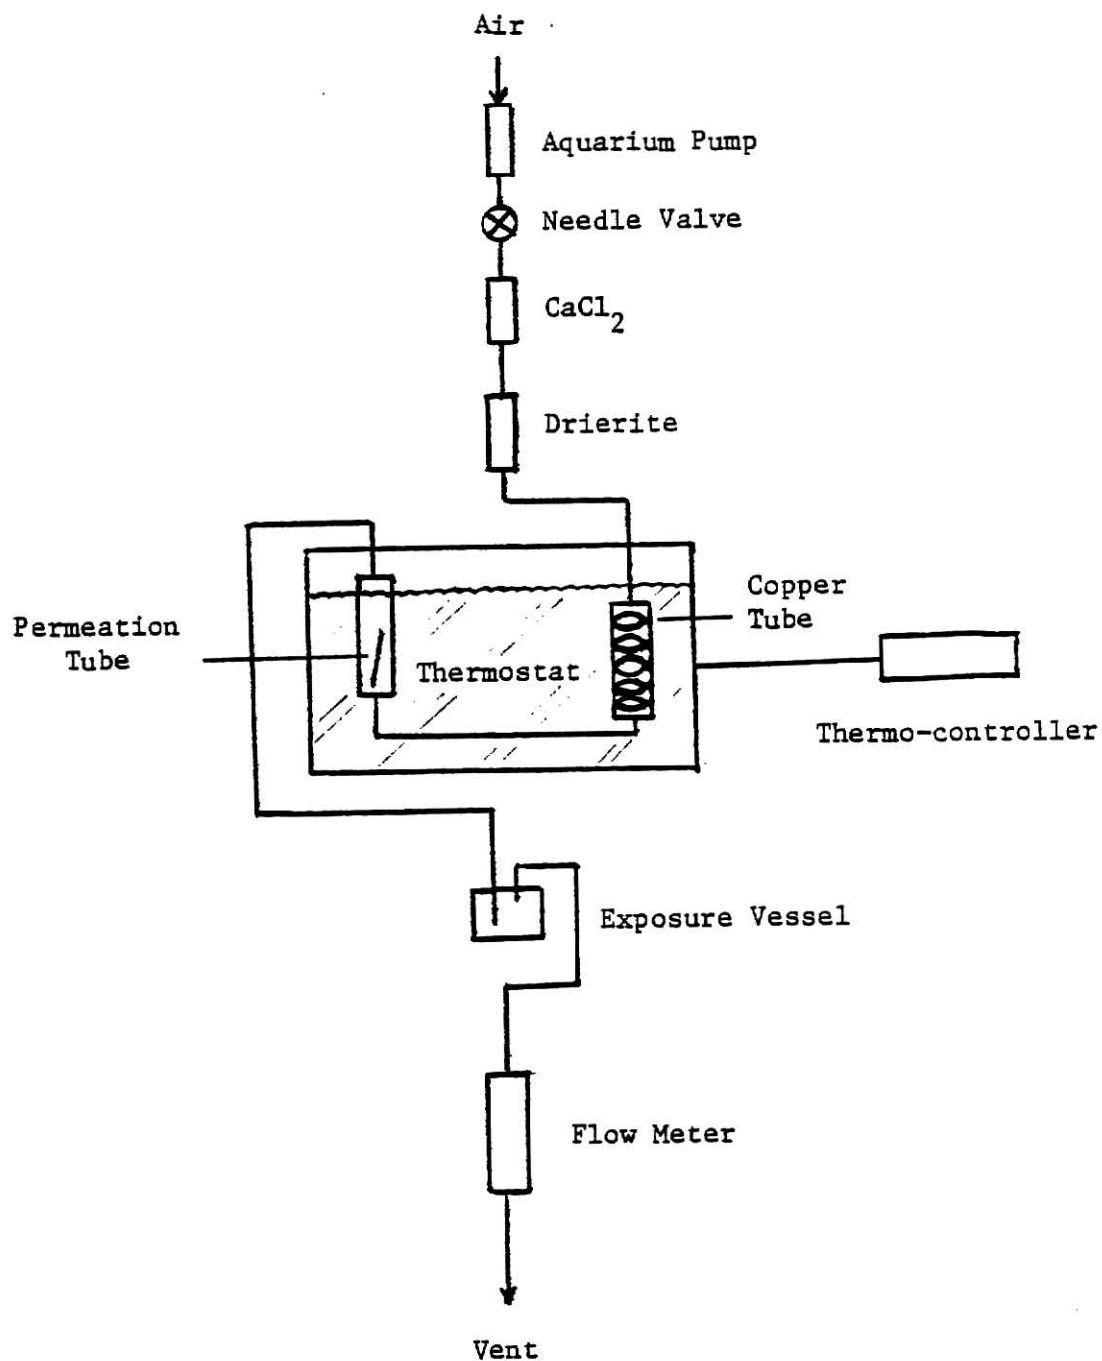 Air
Aquarium Pump
Needle Valve
CaCl2
Drierite
Copper
Tube
Permeation
Tube
Thermostat
Thermo-controller
Exposure Vessel
Flow Meter
Vent